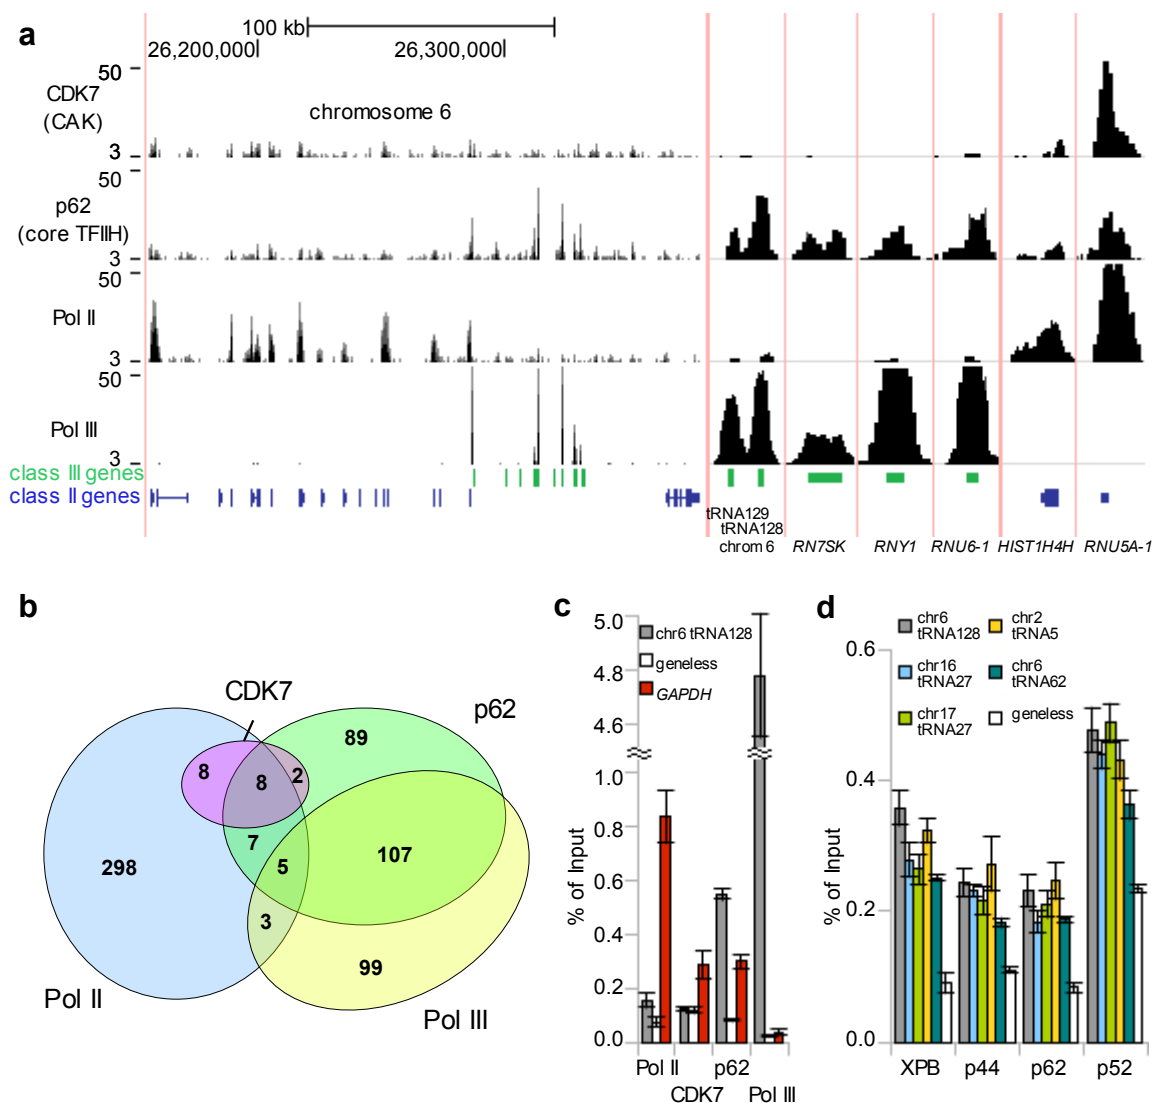 a
100 kb
26,200,000
26,300,000
chromosome 6
50
CDK7
(CAK)
3
50
p62
(core TFIIH)
3
50
Pol II
3
50
Pol III
3
class III genes
class II genes
tRNA129
tRNA128
chrom 6
RN7SK
RNY1
RNU6-1
HIST1H4H
RNU5A-1
b
CDK7
p62
89
8
8
2
7
298
5
107
3
99
Pol II
Pol III
c
5.0
4.8
4.6
1.0
0.8
0.6
0.4
0.2
0.0
% of Input
chr6 tRNA128
geneless
GAPDH
Pol II
CDK7
p62
Pol III
d
chr6
tRNA128
chr2
tRNA5
chr16
tRNA27
chr6
tRNA62
chr17
tRNA27
geneless
0.6
0.4
0.2
0.0
% of Input
XPB
p44
p62
p52